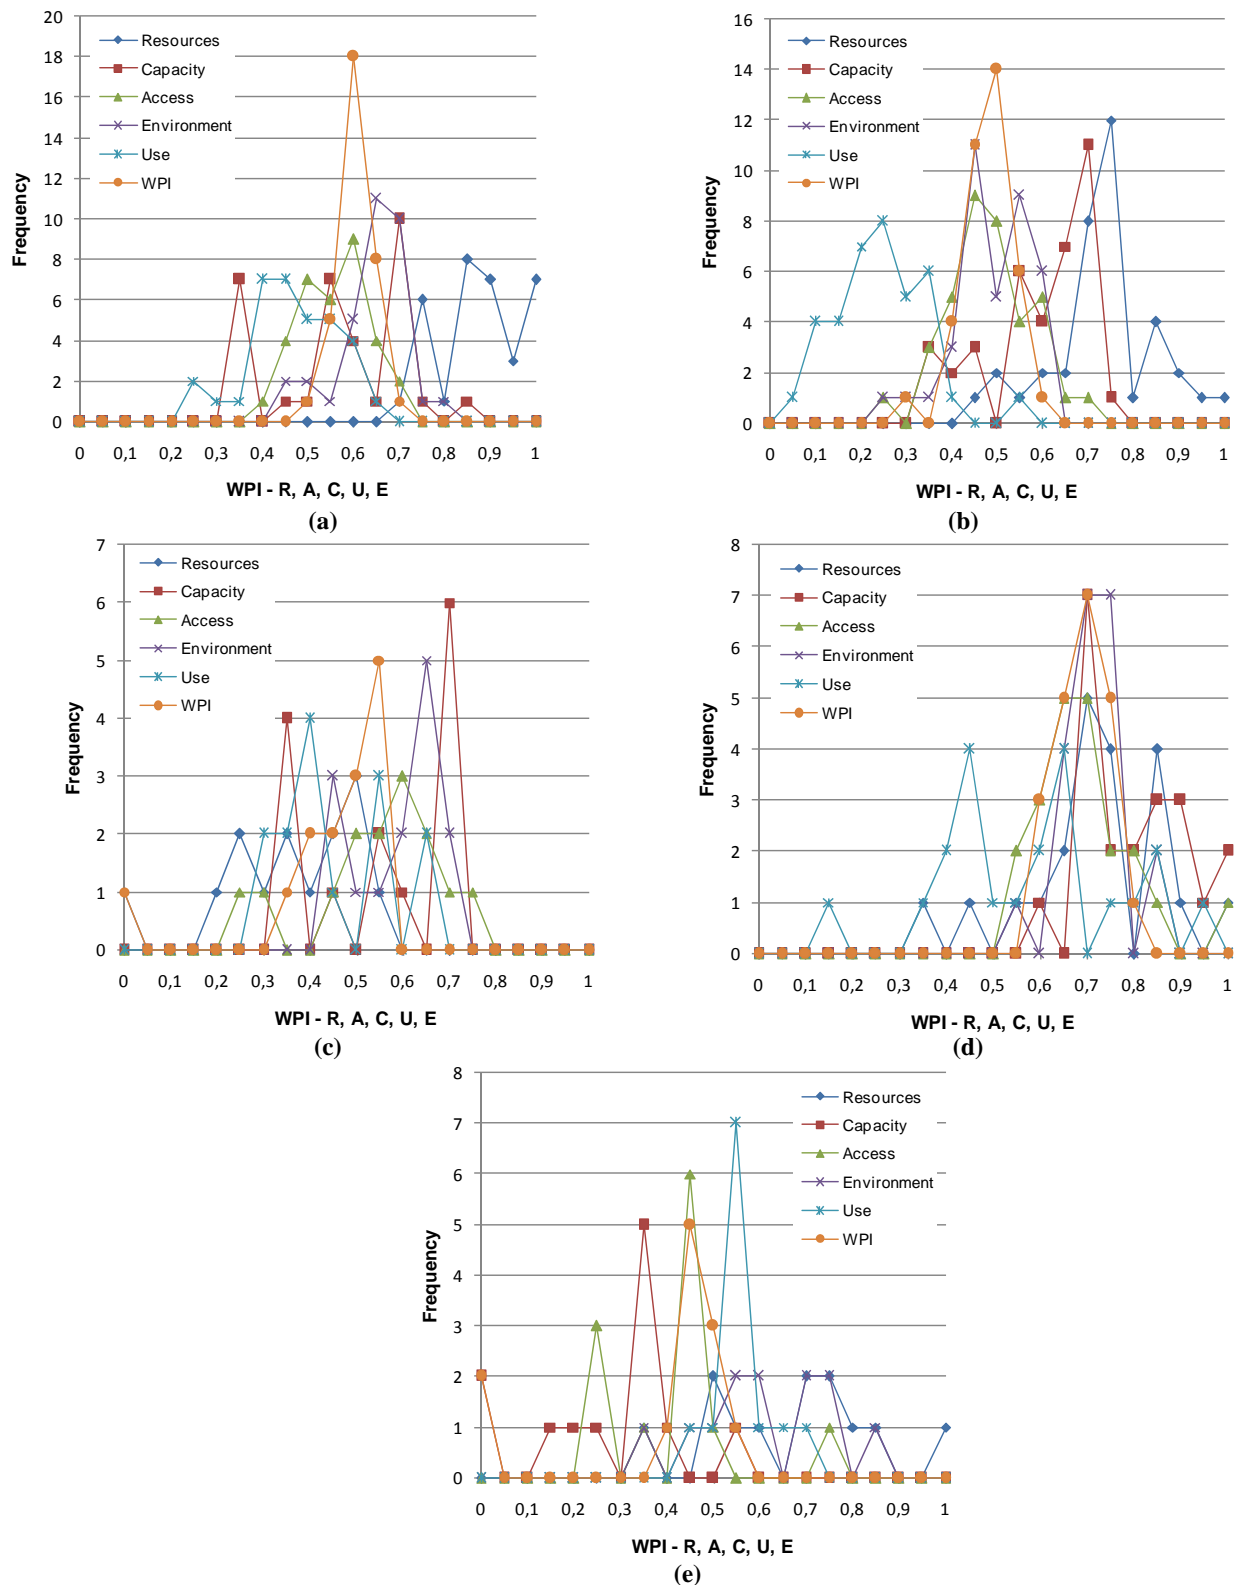 20
18
16
14
12
10
8
6
4
2
0
Frequency
Resources
Capacity
Access
Environment
Use
WPI
0 0,1 0,2 0,3 0,4 0,5 0,6 0,7 0,8 0,9 1
WPI - R, A, C, U, E
(a)
16
14
12
10
8
6
4
2
0
Frequency
Resources
Capacity
Access
Environment
Use
WPI
0 0,1 0,2 0,3 0,4 0,5 0,6 0,7 0,8 0,9 1
WPI - R, A, C, U, E
(b)
7
6
5
4
3
2
1
0
Frequency
Resources
Capacity
Access
Environment
Use
WPI
0 0,1 0,2 0,3 0,4 0,5 0,6 0,7 0,8 0,9 1
WPI - R, A, C, U, E
(c)
8
7
6
5
4
3
2
1
0
Frequency
Resources
Capacity
Access
Environment
Use
WPI
0 0,1 0,2 0,3 0,4 0,5 0,6 0,7 0,8 0,9 1
WPI - R, A, C, U, E
(d)
8
7
6
5
4
3
2
1
0
Frequency
Resources
Capacity
Access
Environment
Use
WPI
0 0,1 0,2 0,3 0,4 0,5 0,6 0,7 0,8 0,9 1
WPI - R, A, C, U, E
(e)